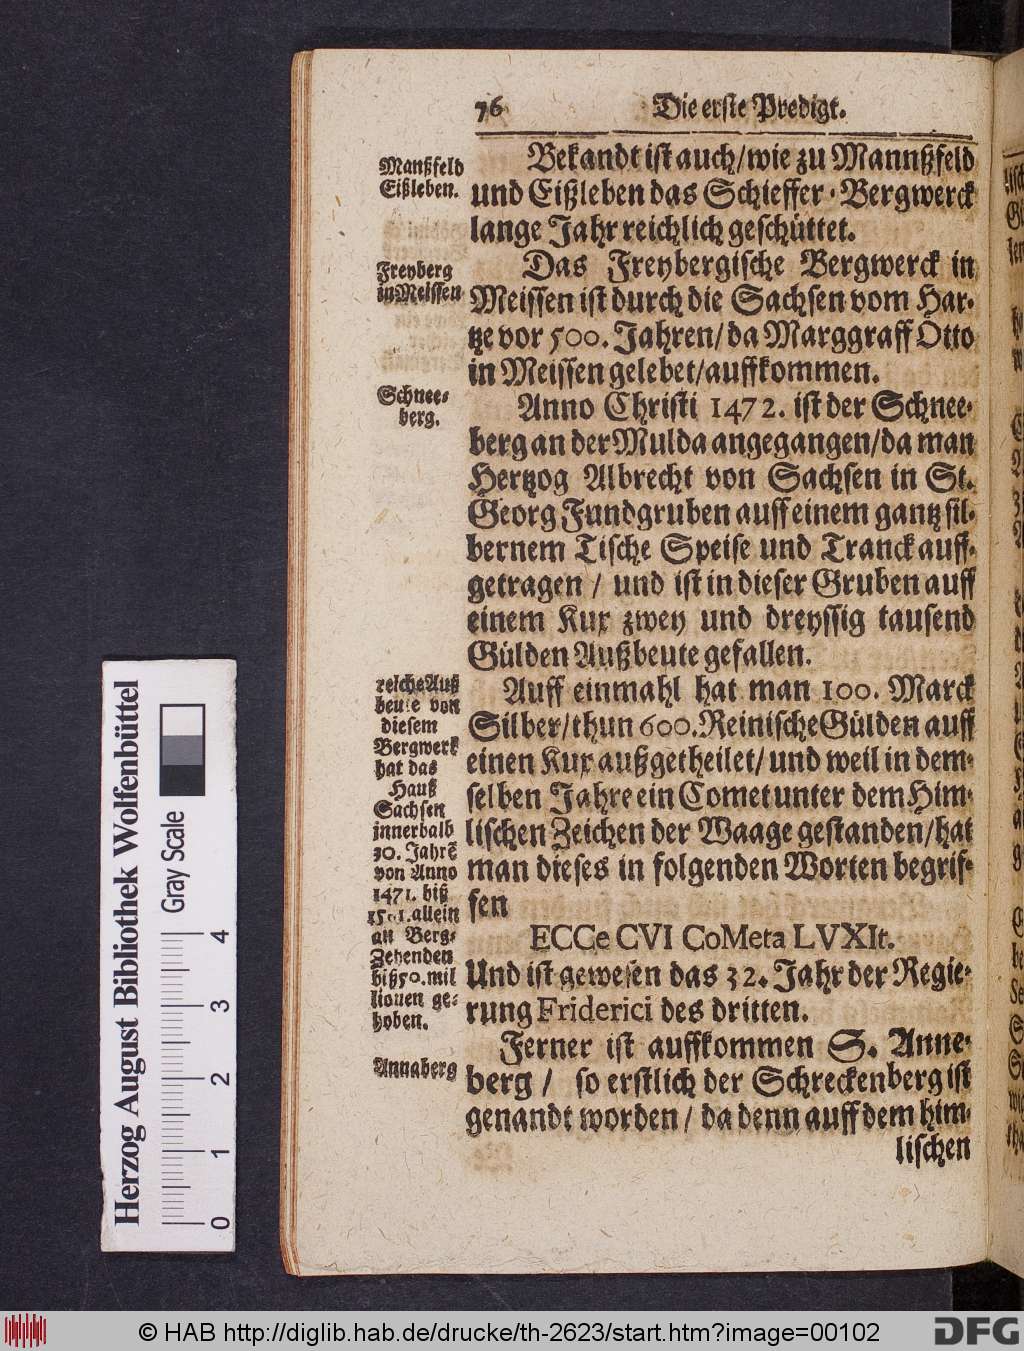 76 Die erste Predigt.
Manßfeld
Eißleben.
Bekandt ist auch/wie zu Mannßfeld
und Eißleben das Schieffer-Bergwerck
lange Jahr reichlich geschüttet.
Freyberg
in Meissen
Das Freybergische Bergwerck in
Meissen ist durch die Sachsen vom Har-
tze vor 500. Jahren/da Marggraff Otto
in Meissen gelebet/auffkommen.
Schnee-
berg.
Anno Christi 1472. ist der Schnee-
berg an der Mulda angegangen/da man
Hertzog Albrecht von Sachsen in St.
Georg Fundgruben auff einem gantz sil-
bernem Tische Speise und Tranck auff-
getragen / und ist in dieser Gruben auff
einem Kux zwey und dreyssig tausend
Gülden Außbeute gefallen.
reiche Auß
beute von
diesem
Bergwerk
hat das
Hauß
Sachsen
innerhalb
30. Jahrē
von Anno
1471. biß
1501. allein
an Berg-
Zehenden
biß 50. mil
lionen ge-
hoben.
Auff einmahl hat man 100. Marck
Silber/thun 600. Reinische Gülden auff
einen Kux außgetheilet/und weil in dem-
selben Jahre ein Comet unter dem Him-
lischen Zeichen der Waage gestanden/hat
man dieses in folgenden Worten begrif-
fen
ECCe CVI CoMeta LVXIt.
Und ist gewesen das 32. Jahr der Regie-
rung Friderici des dritten.
Annaberg
Ferner ist auffkommen S. Anne-
berg / so erstlich der Schreckenberg ist
genandt worden / da denn auff dem him-
lischen
Herzog August Bibliothek Wolfenbüttel
Gray Scale
0 1 2 3 4
© HAB http://diglib.hab.de/drucke/th-2623/start.htm?image=00102
DFG